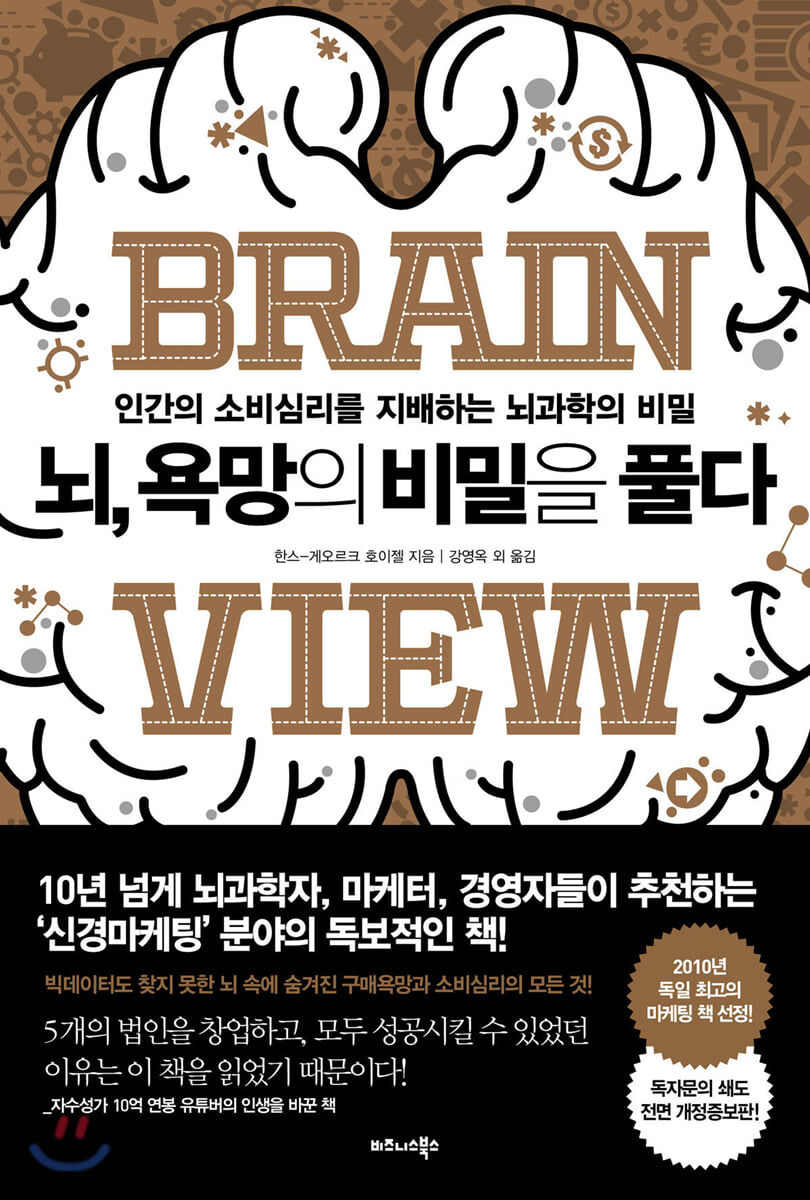 BRAIN
인간의 소비심리를 지배하는 뇌과학의 비밀
뇌, 욕망의 비밀을 풀다
한스-게오르크 호이젤 지음 | 강영옥 외 옮김
VIEW
10년 넘게 뇌과학자, 마케터, 경영자들이 추천하는
‘신경마케팅’ 분야의 독보적인 책!
빅데이터도 찾지 못한 뇌 속에 숨겨진 구매욕망과 소비심리의 모든 것!
5개의 법인을 창업하고, 모두 성공시킬 수 있었던
이유는 이 책을 읽었기 때문이다!
_자수성가 10억 연봉 유튜버의 인생을 바꾼 책
2010년
독일 최고의
마케팅 책 선정!
독자문의 쇄도
전면 개정증보판!
비즈니스북스